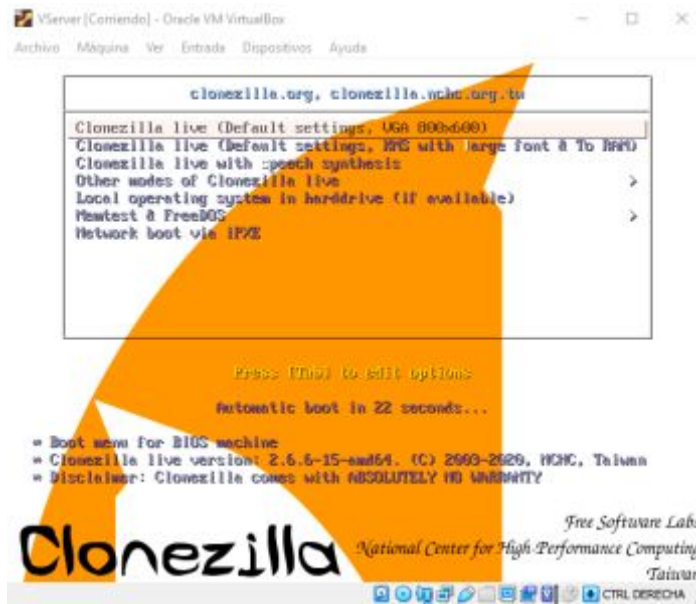 VServer [Corriendo] - Oracle VM VirtualBox
Archivo Máquina Ver Entrada Dispositivos Ayuda
clonezilla.org, clonezilla.nchc.org.tw
Clonezilla live (Default settings, VGA 800x600)
Clonezilla live (Default settings, KMS with large font & To RAM)
Clonezilla live with speech synthesis
Other modes of Clonezilla live >
Local operating system in harddrive (if available)
Memtest & FreeDOS >
Network boot via iPXE
Press [Tab] to edit options
Automatic boot in 22 seconds...
* Boot menu for BIOS machine
* Clonezilla live version: 2.6.6-15-amd64. (C) 2003-2020, NCHC, Taiwan
* Disclaimer: Clonezilla comes with ABSOLUTELY NO WARRANTY
Free Software Labs
Clonezilla National Center for High-Performance Computing
Taiwan
CTRL DERECHA